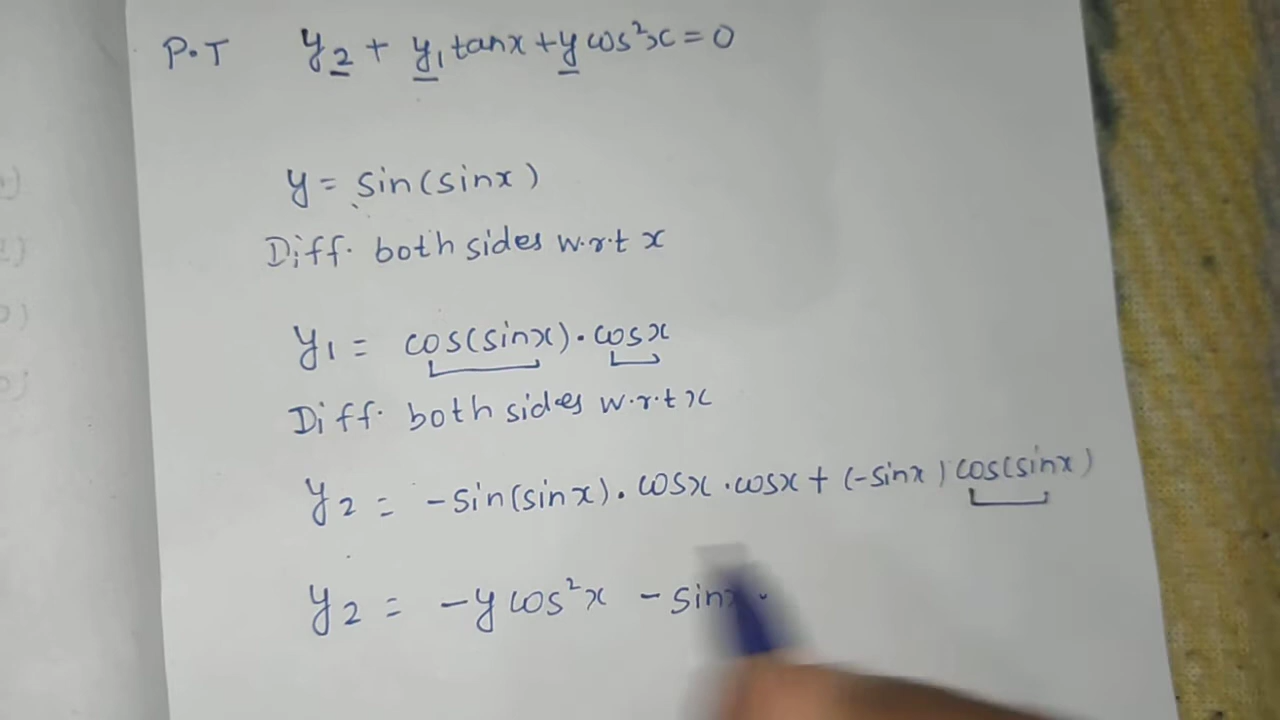 P.T y₂ + y₁ tanx + y cos²x = 0
y = sin(sinx)
Diff. both sides w.r.t x
y₁ = cos(sinx) · cosx
Diff. both sides w.r.t x
y₂ = -sin(sinx) · cosx · cosx + (-sinx) cos(sinx)
y₂ = -y cos²x - sinx ·